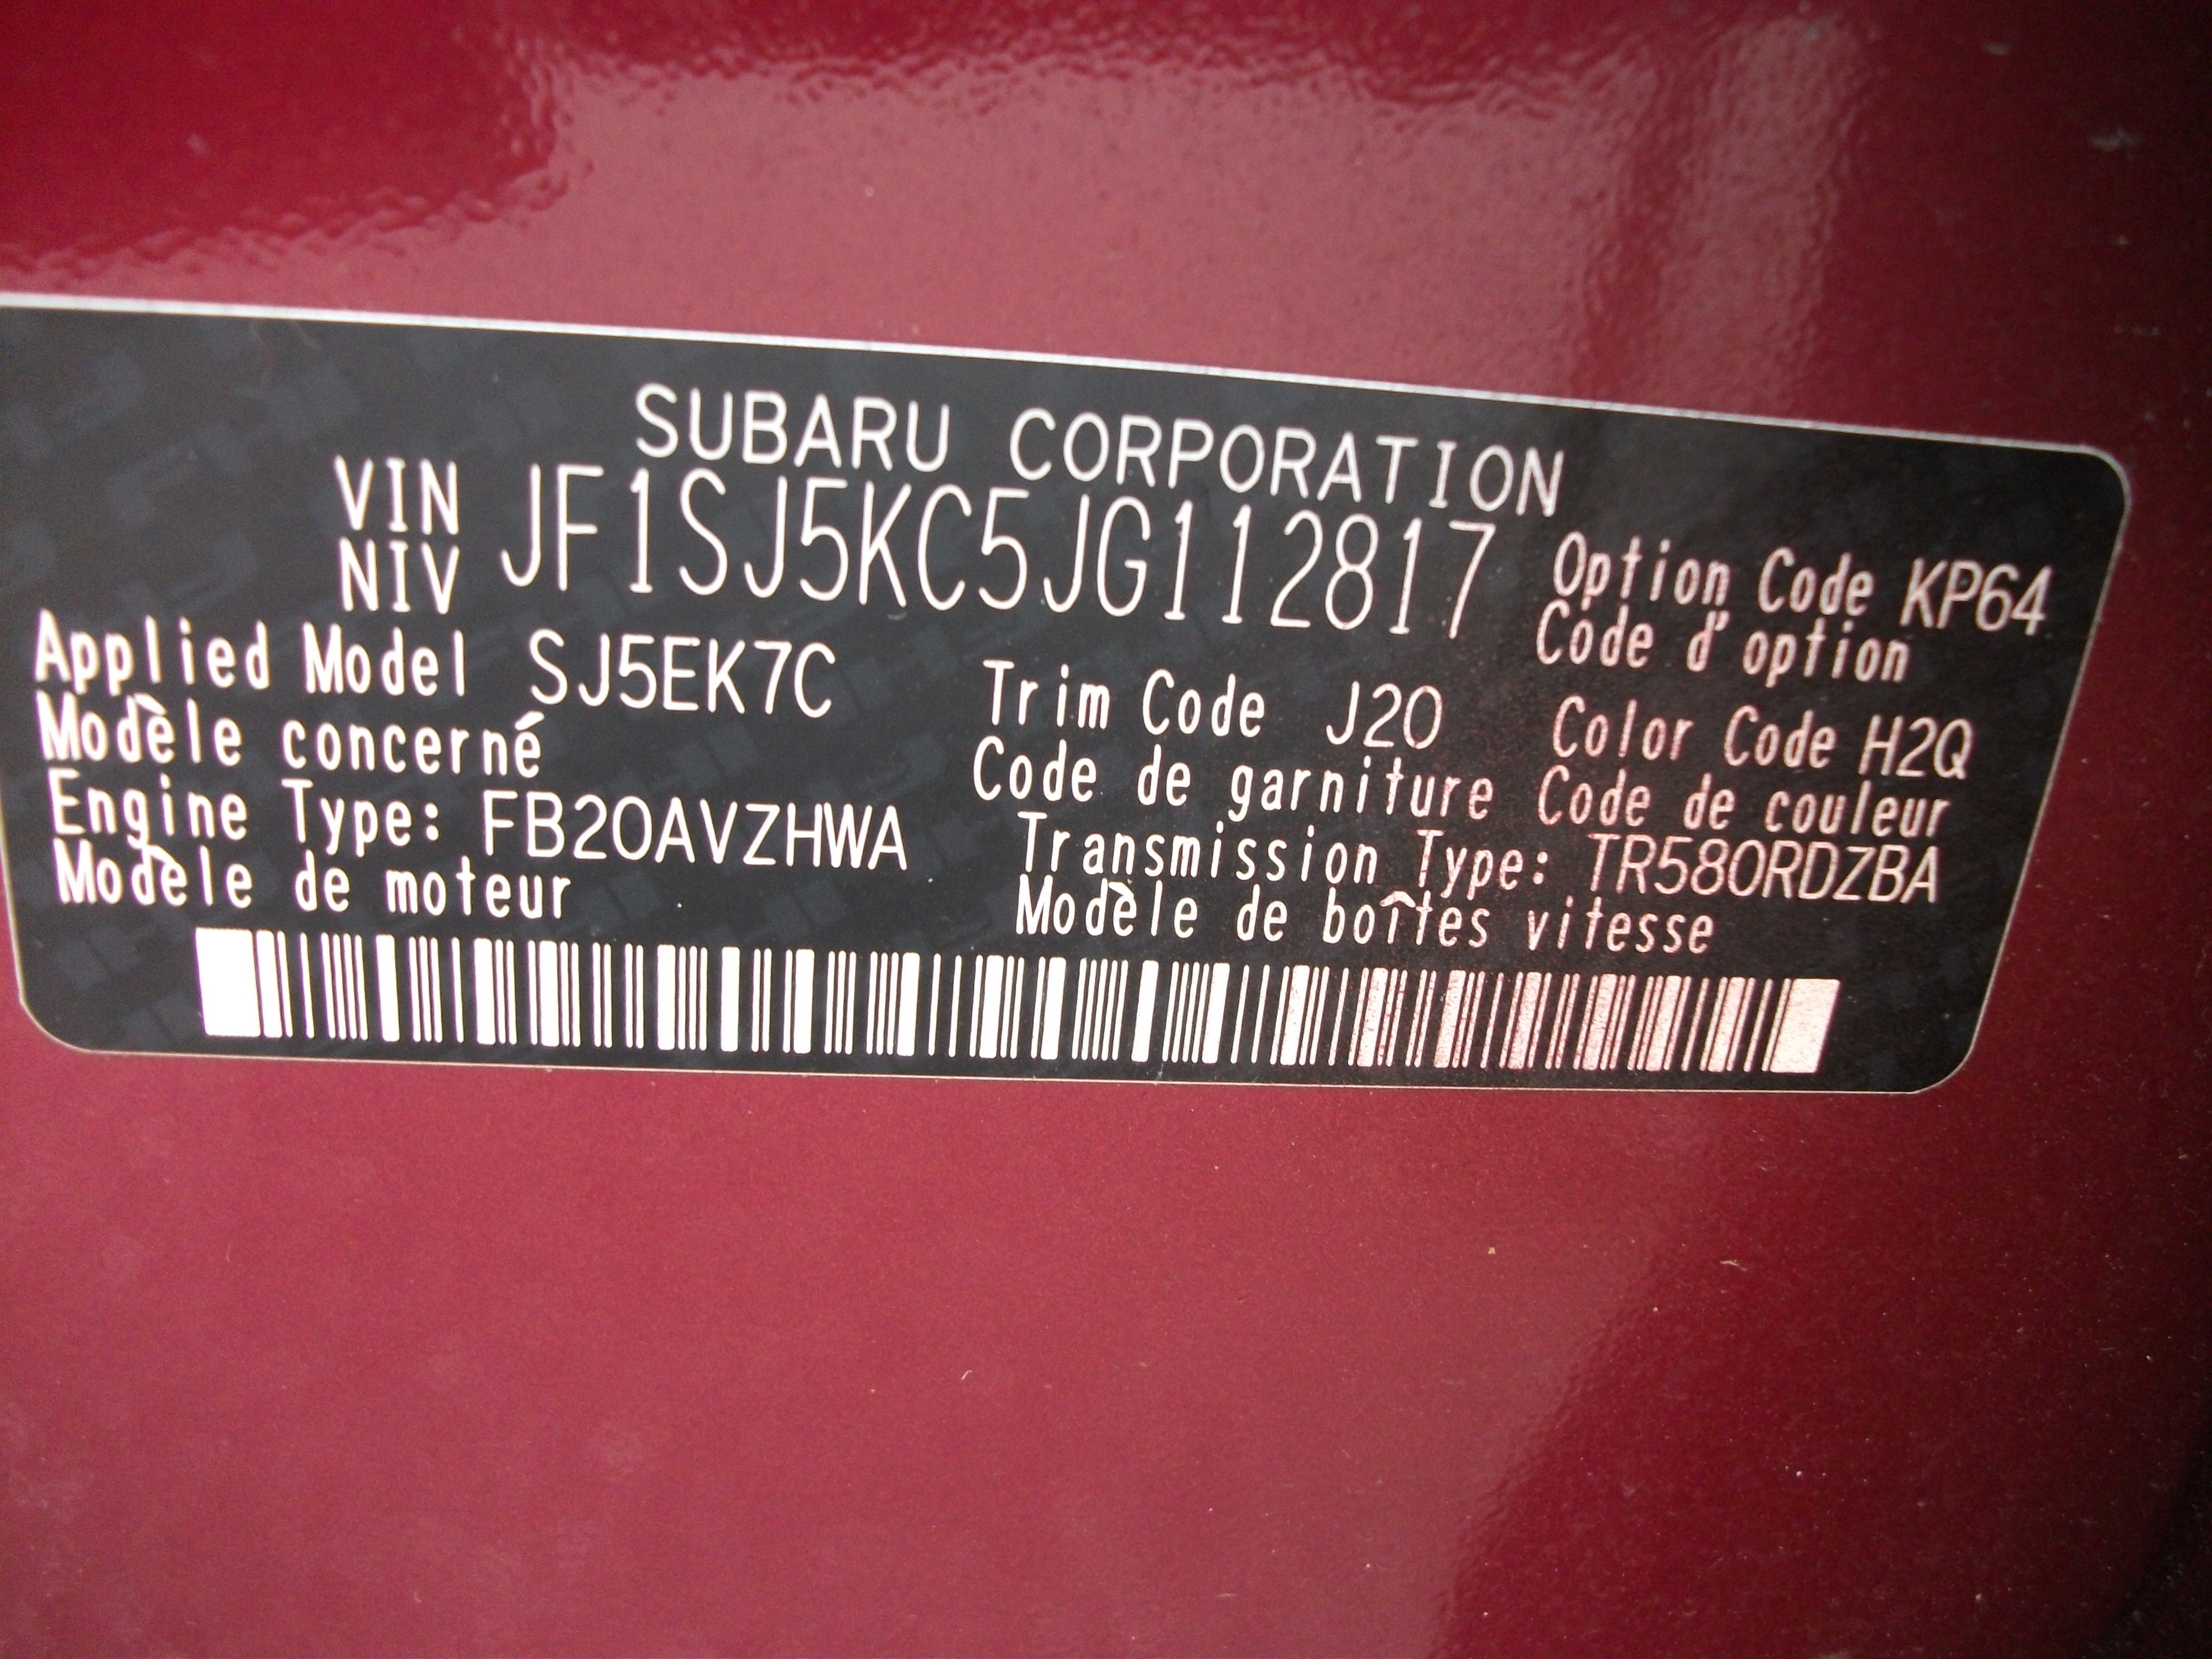 SUBARU CORPORATION
VIN JF1SJ5KC5JG112817
NIV
Option Code KP64
Code d'option
Applied Model SJ5EK7C
Modèle concerné
Trim Code J20
Code de garniture
Color Code H2Q
Code de couleur
Engine Type: FB20AVZHWA
Modèle de moteur
Transmission Type: TR580RDZBA
Modèle de boîtes vitesse